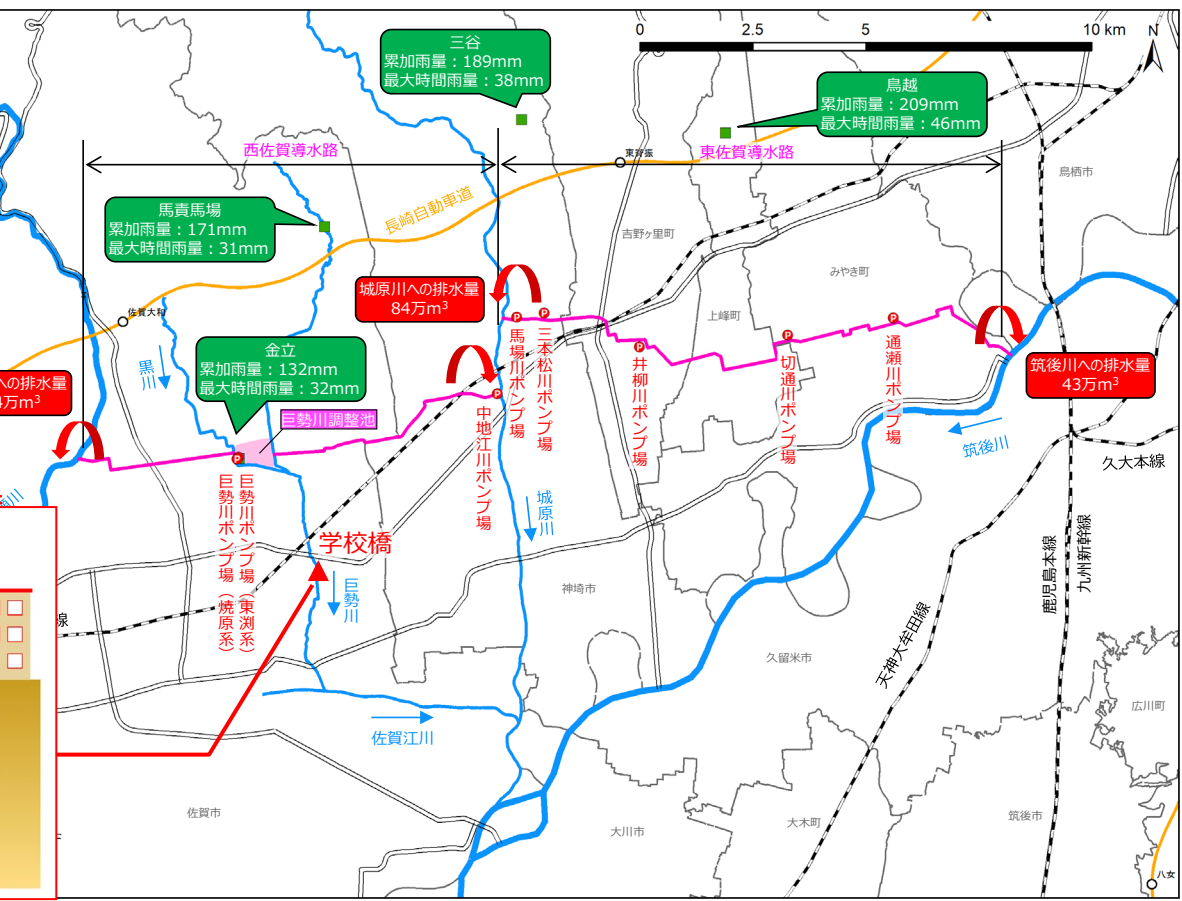 0 2.5 5 10 km
N
三谷
累加雨量：189mm
最大時間雨量：38mm
鳥越
累加雨量：209mm
最大時間雨量：46mm
西佐賀導水路
東脊振
東佐賀導水路
鳥栖市
馬責馬場
累加雨量：171mm
最大時間雨量：31mm
長崎自動車道
吉野ヶ里町
みやき町
城原川への排水量
84万m³
佐賀大和
上峰町
黒川
金立
累加雨量：132mm
最大時間雨量：32mm
への排水量
万m³
筑後川への排水量
43万m³
巨勢川調整池
馬場川ポンプ場
三本松川ポンプ場
井柳川ポンプ場
切通川ポンプ場
通瀬川ポンプ場
中地江川ポンプ場
筑後川
久大本線
巨勢川ポンプ場（焼原系）
巨勢川ポンプ場（東渕系）
城原川
川
学校橋
巨勢川
神埼市
鹿児島本線
九州新幹線
線
久留米市
天神大牟田線
広川町
佐賀江川
佐賀市
大川市
大木町
筑後市
八女
P
P
P
P
P
P
P